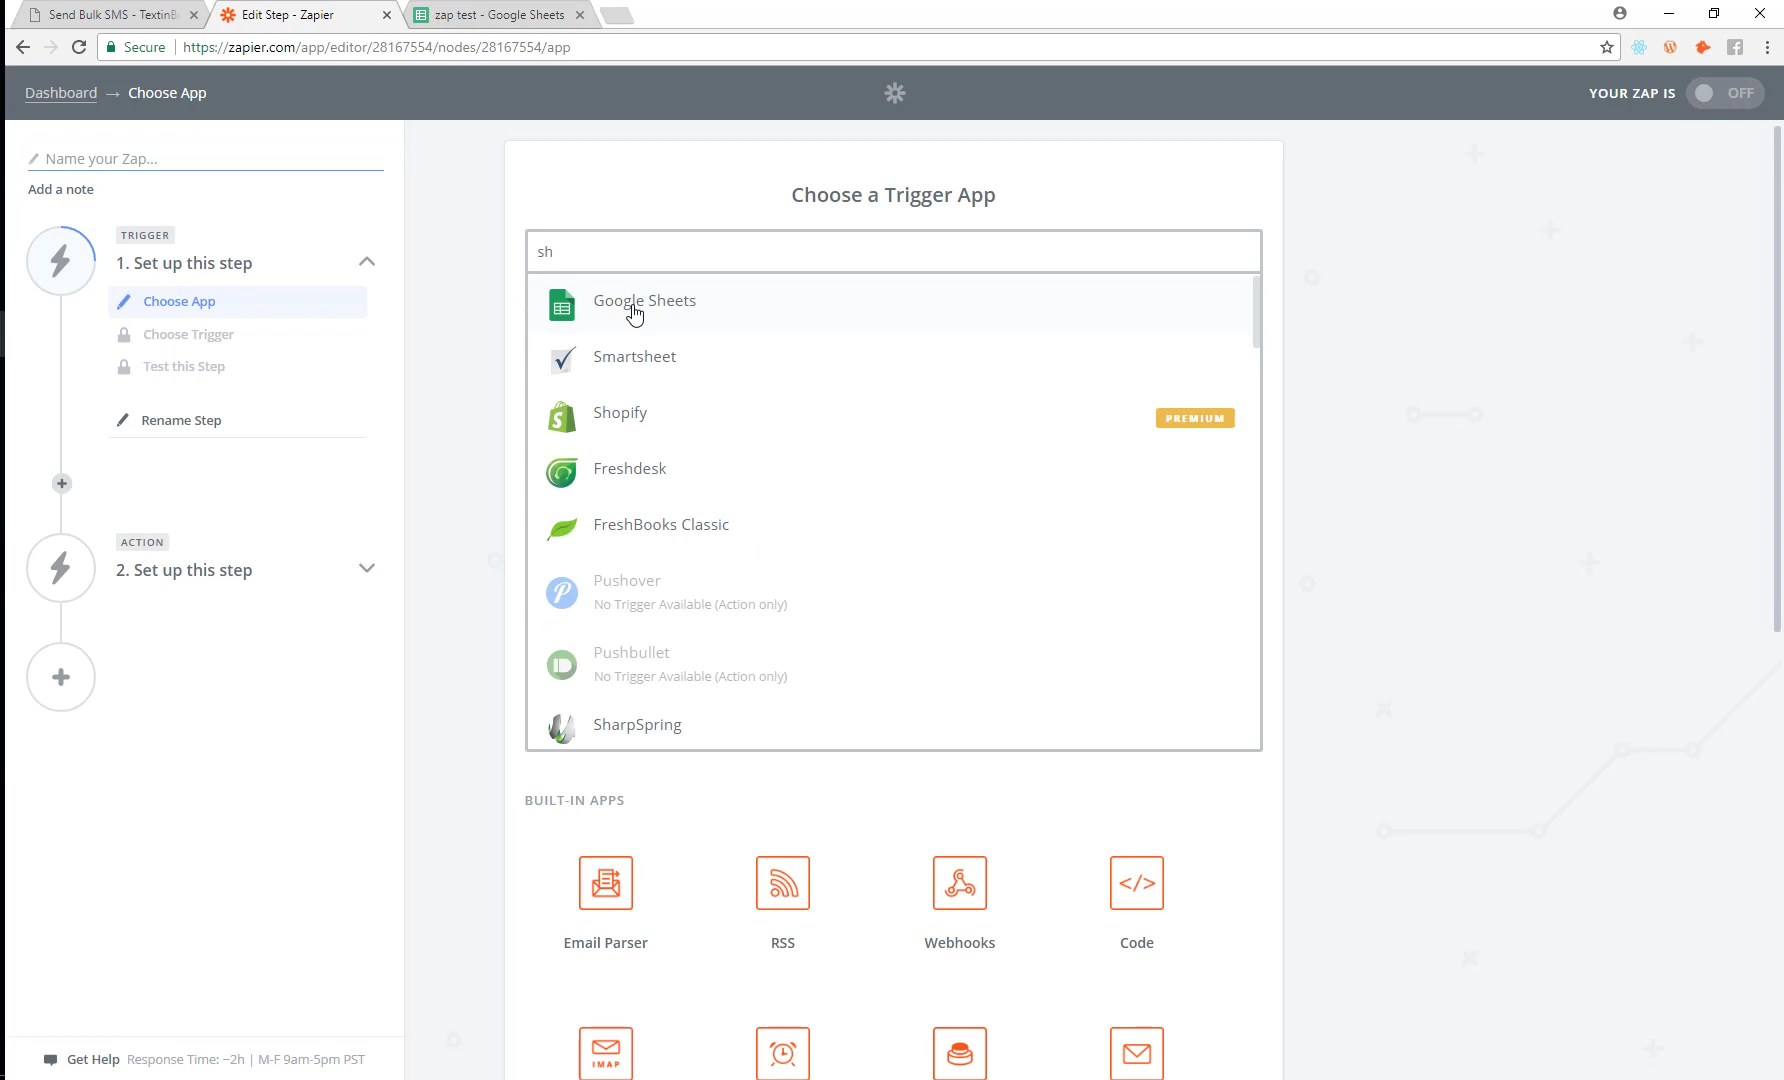 Send Bulk SMS - TextinB
Edit Step - Zapier
zap test - Google Sheets
Secure
https://zapier.com/app/editor/28167554/nodes/28167554/app
Dashboard → Choose App
YOUR ZAP IS
OFF
Name your Zap...
Add a note
TRIGGER
1. Set up this step
Choose App
Choose Trigger
Test this Step
Rename Step
ACTION
2. Set up this step
Get Help Response Time: ~2h | M-F 9am-5pm PST
Choose a Trigger App
sh
Google Sheets
Smartsheet
Shopify
PREMIUM
Freshdesk
FreshBooks Classic
Pushover
No Trigger Available (Action only)
Pushbullet
No Trigger Available (Action only)
SharpSpring
BUILT-IN APPS
</>
Email Parser
RSS
Webhooks
Code
IMAP